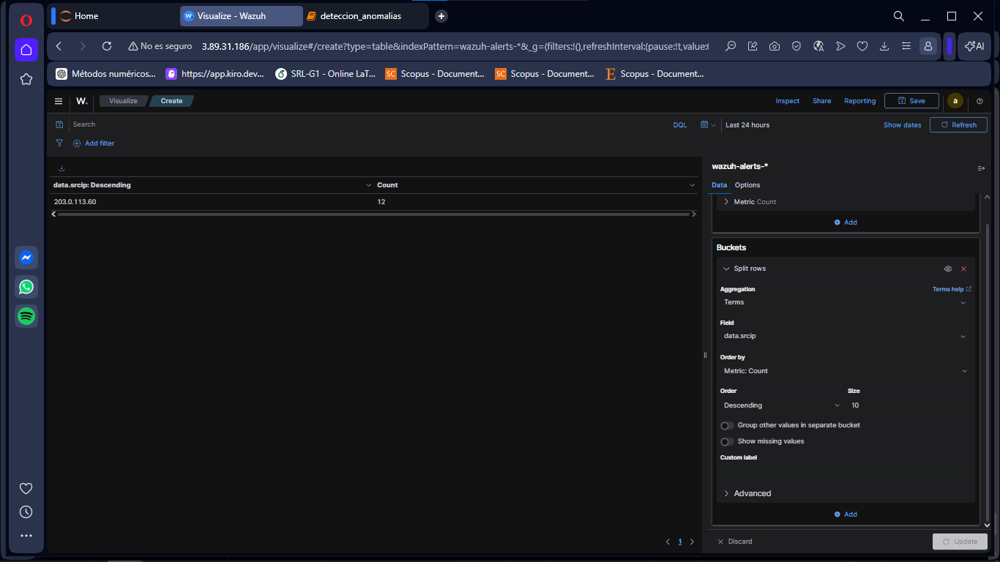 Home
Visualize - Wazuh
deteccion_anomalias
No es seguro
3.89.31.186/app/visualize#/create?type=table&indexPattern=wazuh-alerts-*&_g=(filters:!(),refreshInterval:(pause:!t,value:(
AI
Métodos numéricos...
https://app.kiro.dev...
SRL-G1 - Online LaT...
SC
Scopus - Document...
SC
Scopus - Document...
E
Scopus - Document...
W.
Visualize
Create
Inspect
Share
Reporting
Save
a
Search
DQL
Last 24 hours
Show dates
Refresh
Add filter
wazuh-alerts-*
Data
Options
data.srcip: Descending
Count
203.0.113.60
12
Metric Count
Add
Buckets
Split rows
Aggregation
Terms help
Terms
Field
data.srcip
Order by
Metric: Count
Order
Size
Descending
10
Group other values in separate bucket
Show missing values
Custom label
Advanced
Add
1
Discard
Update